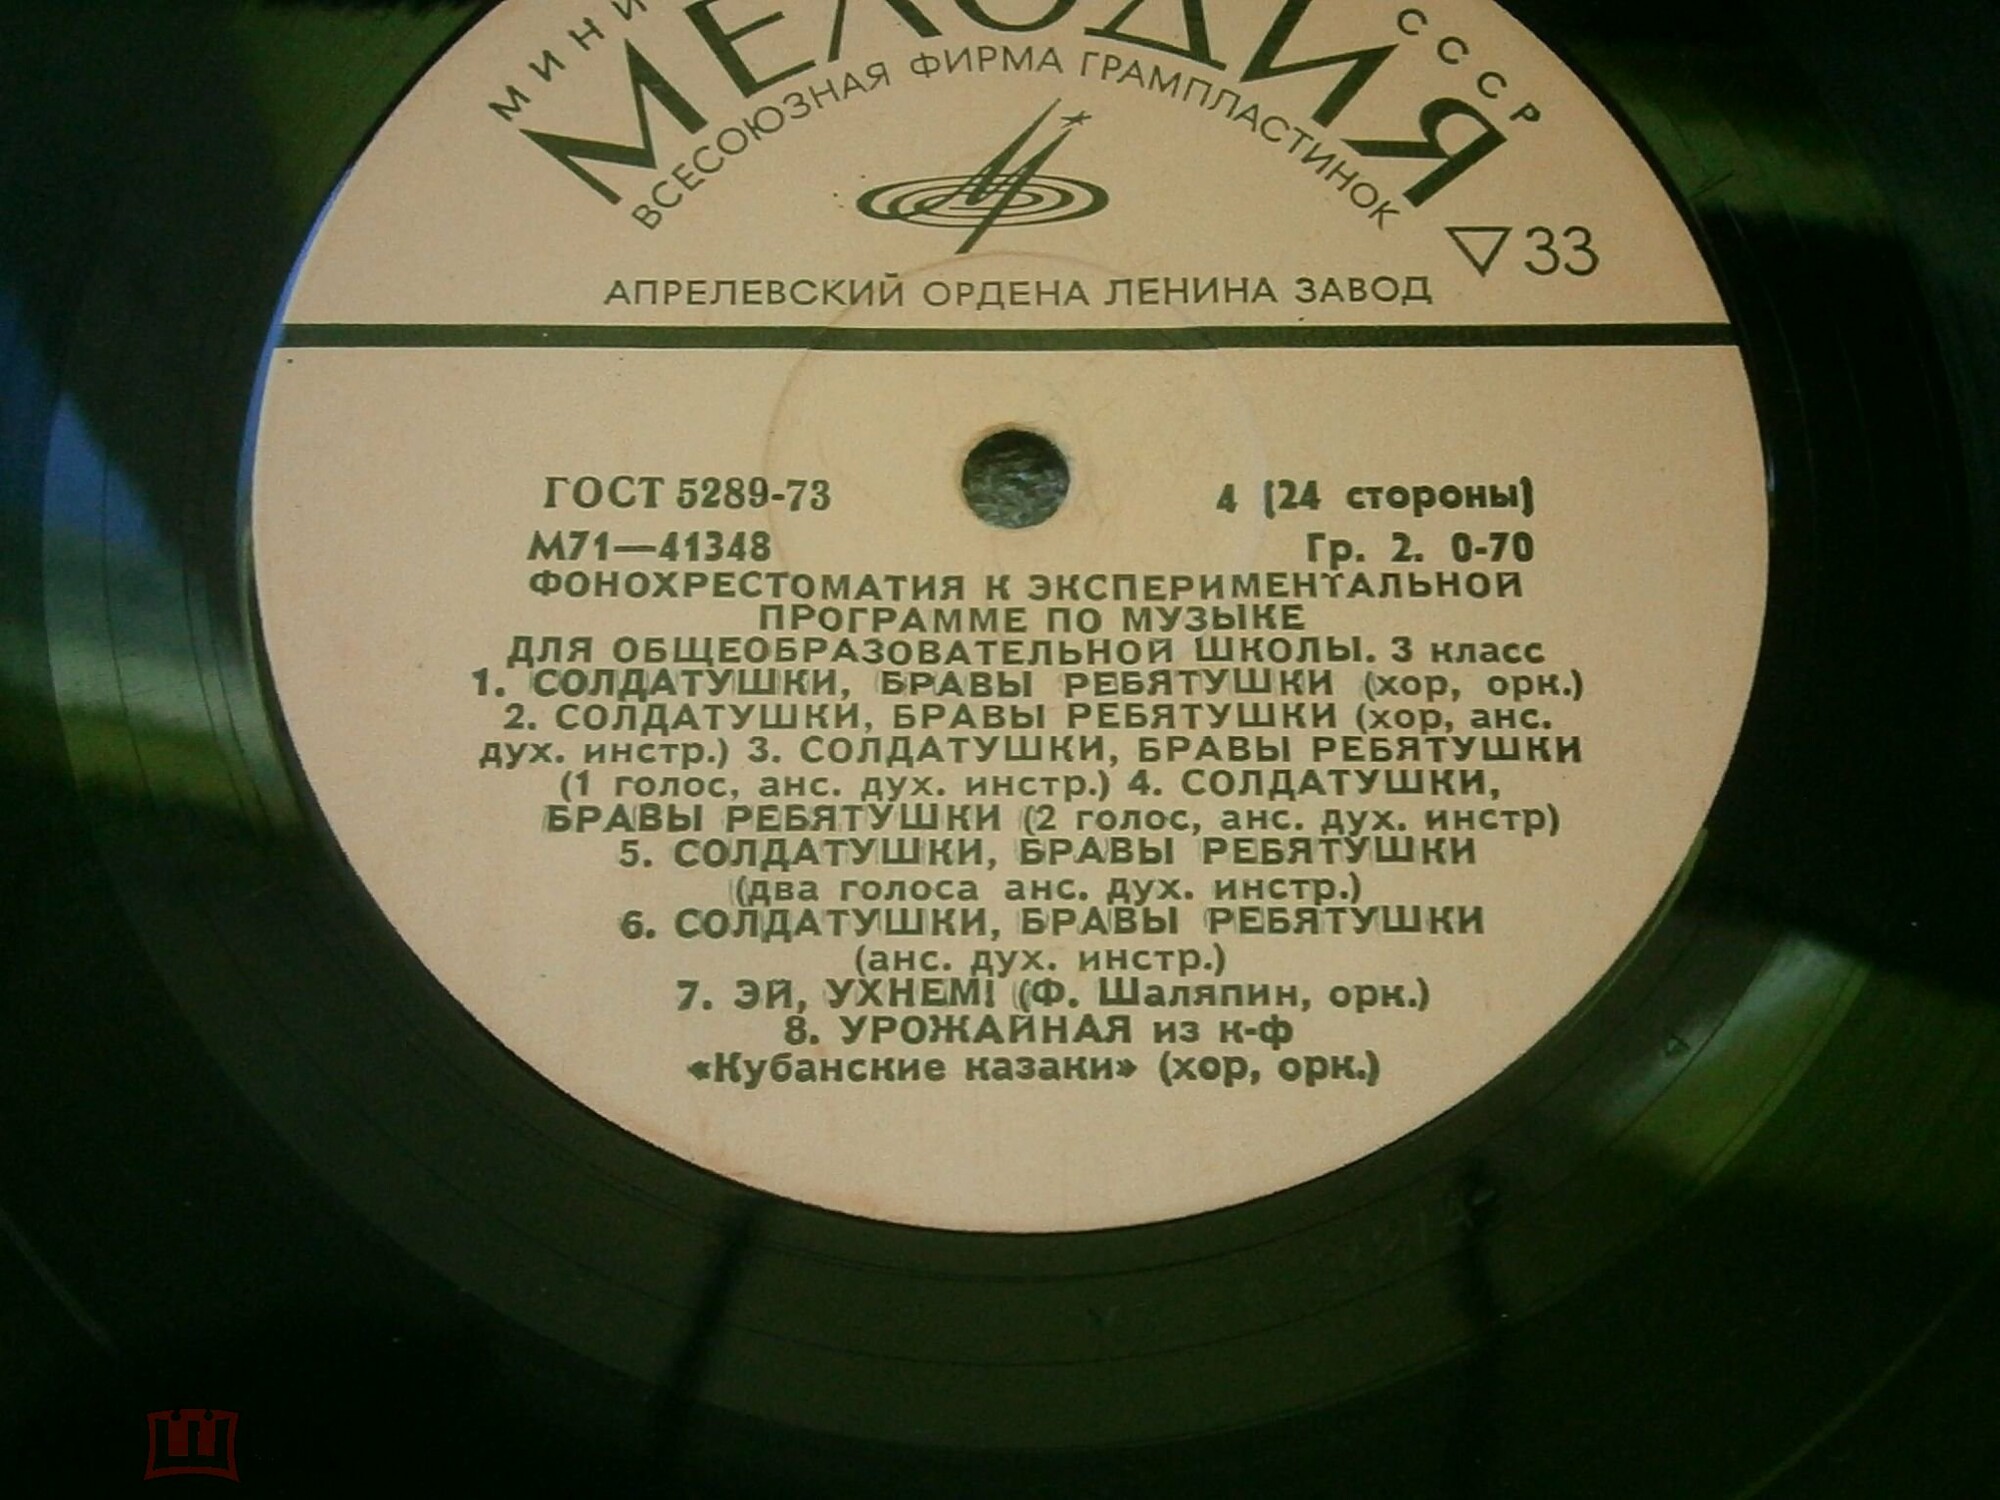 СССР
МЕЛОДИЯ
ВСЕСОЮЗНАЯ ФИРМА ГРАМПЛАСТИНОК
33
АПРЕЛЕВСКИЙ ОРДЕНА ЛЕНИНА ЗАВОД
ГОСТ 5289-73 4 (24 стороны)
М71—41348 Гр. 2. 0-70
ФОНОХРЕСТОМАТИЯ К ЭКСПЕРИМЕНТАЛЬНОЙ
ПРОГРАММЕ ПО МУЗЫКЕ
ДЛЯ ОБЩЕОБРАЗОВАТЕЛЬНОЙ ШКОЛЫ. 3 класс
1. СОЛДАТУШКИ, БРАВЫ РЕБЯТУШКИ (хор, орк.)
2. СОЛДАТУШКИ, БРАВЫ РЕБЯТУШКИ (хор, анс.
дух. инстр.) 3. СОЛДАТУШКИ, БРАВЫ РЕБЯТУШКИ
(1 голос, анс. дух. инстр.) 4. СОЛДАТУШКИ,
БРАВЫ РЕБЯТУШКИ (2 голос, анс. дух. инстр)
5. СОЛДАТУШКИ, БРАВЫ РЕБЯТУШКИ
(два голоса анс. дух. инстр.)
6. СОЛДАТУШКИ, БРАВЫ РЕБЯТУШКИ
(анс. дух. инстр.)
7. ЭЙ, УХНЕМ! (Ф. Шаляпин, орк.)
8. УРОЖАЙНАЯ из к-ф
«Кубанские казаки» (хор, орк.)